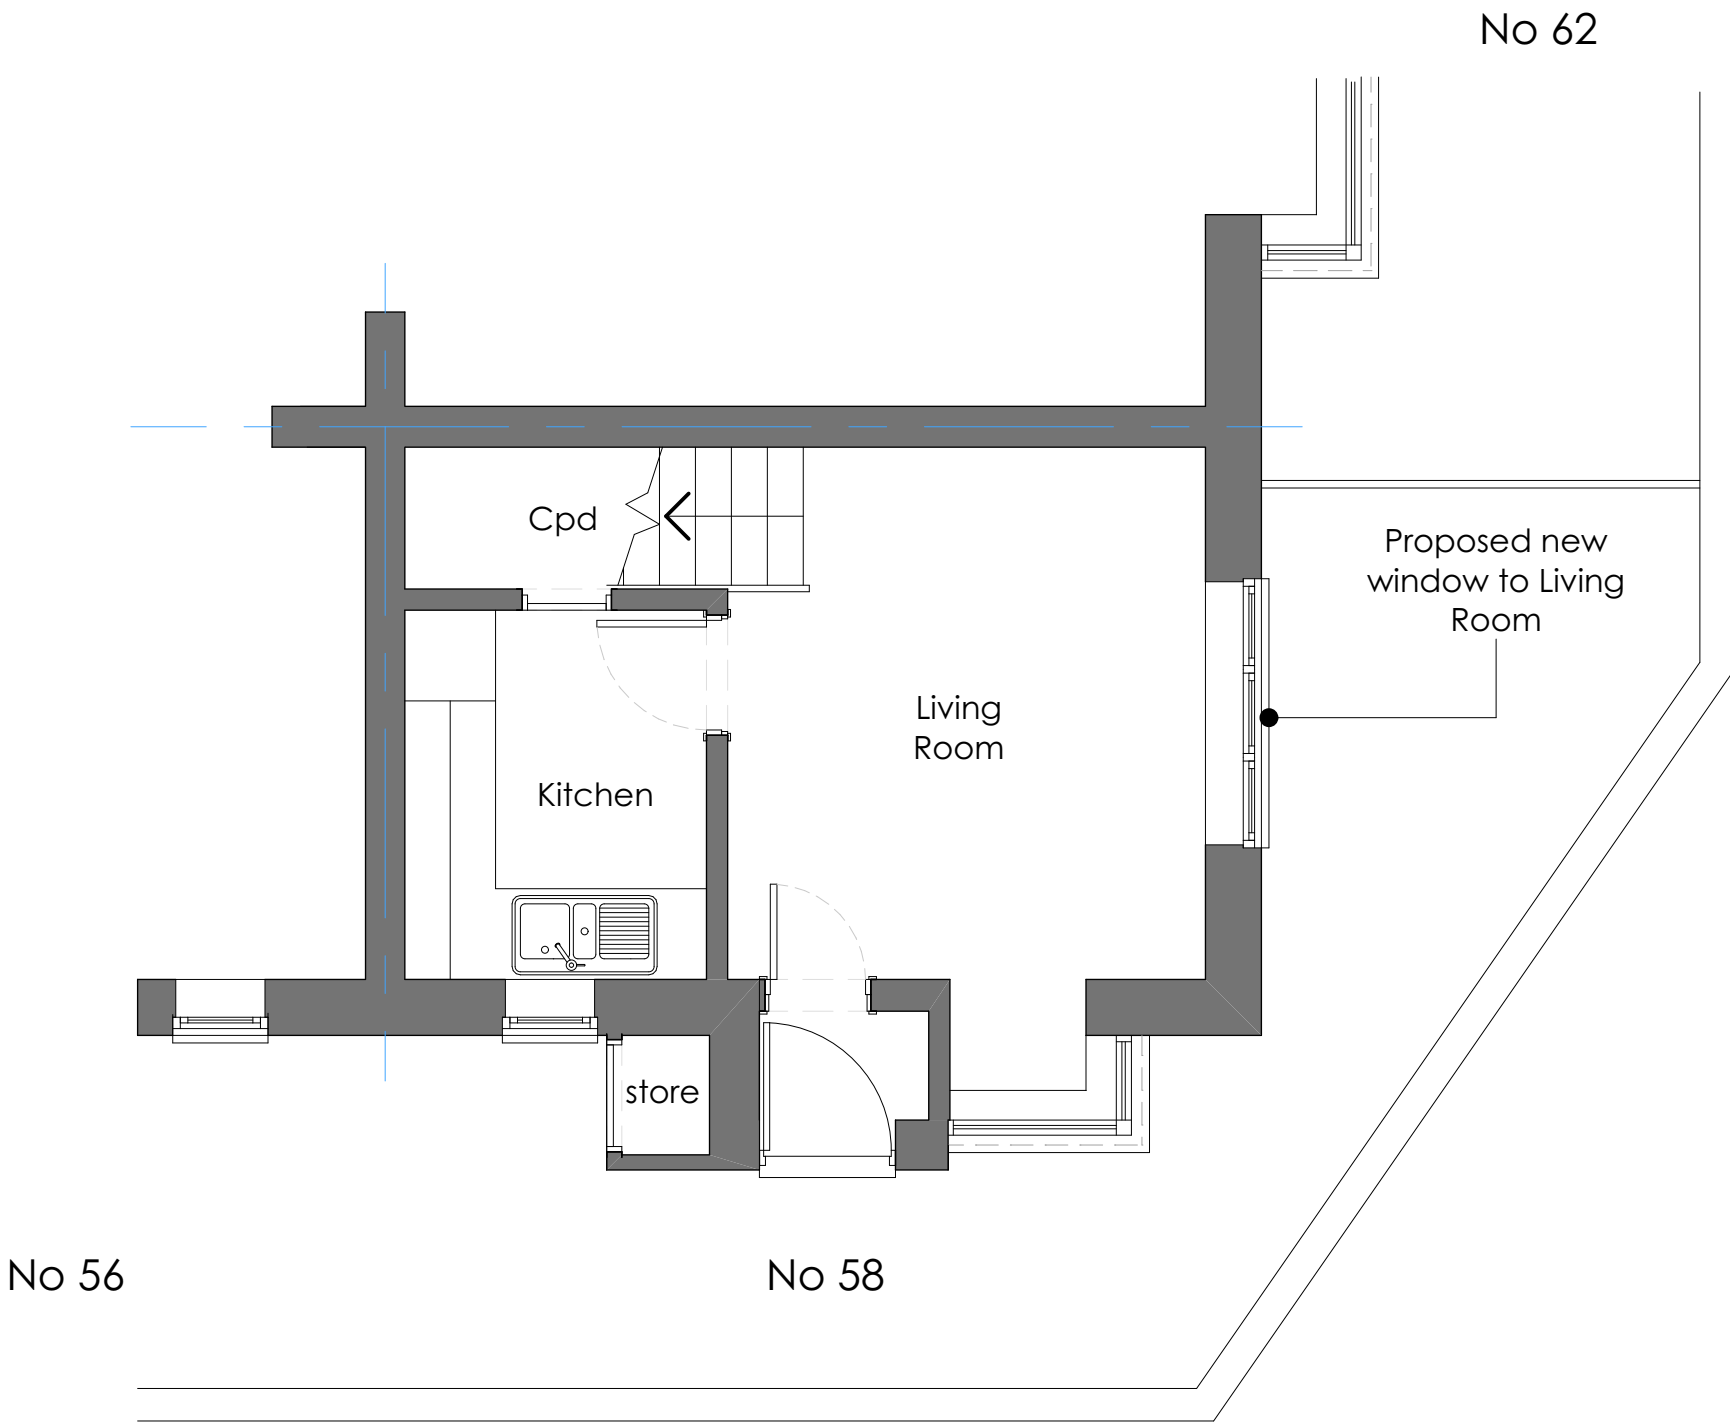 No 62
Cpd
Proposed new
window to Living
Room
Living
Room
Kitchen
store
No 56
No 58